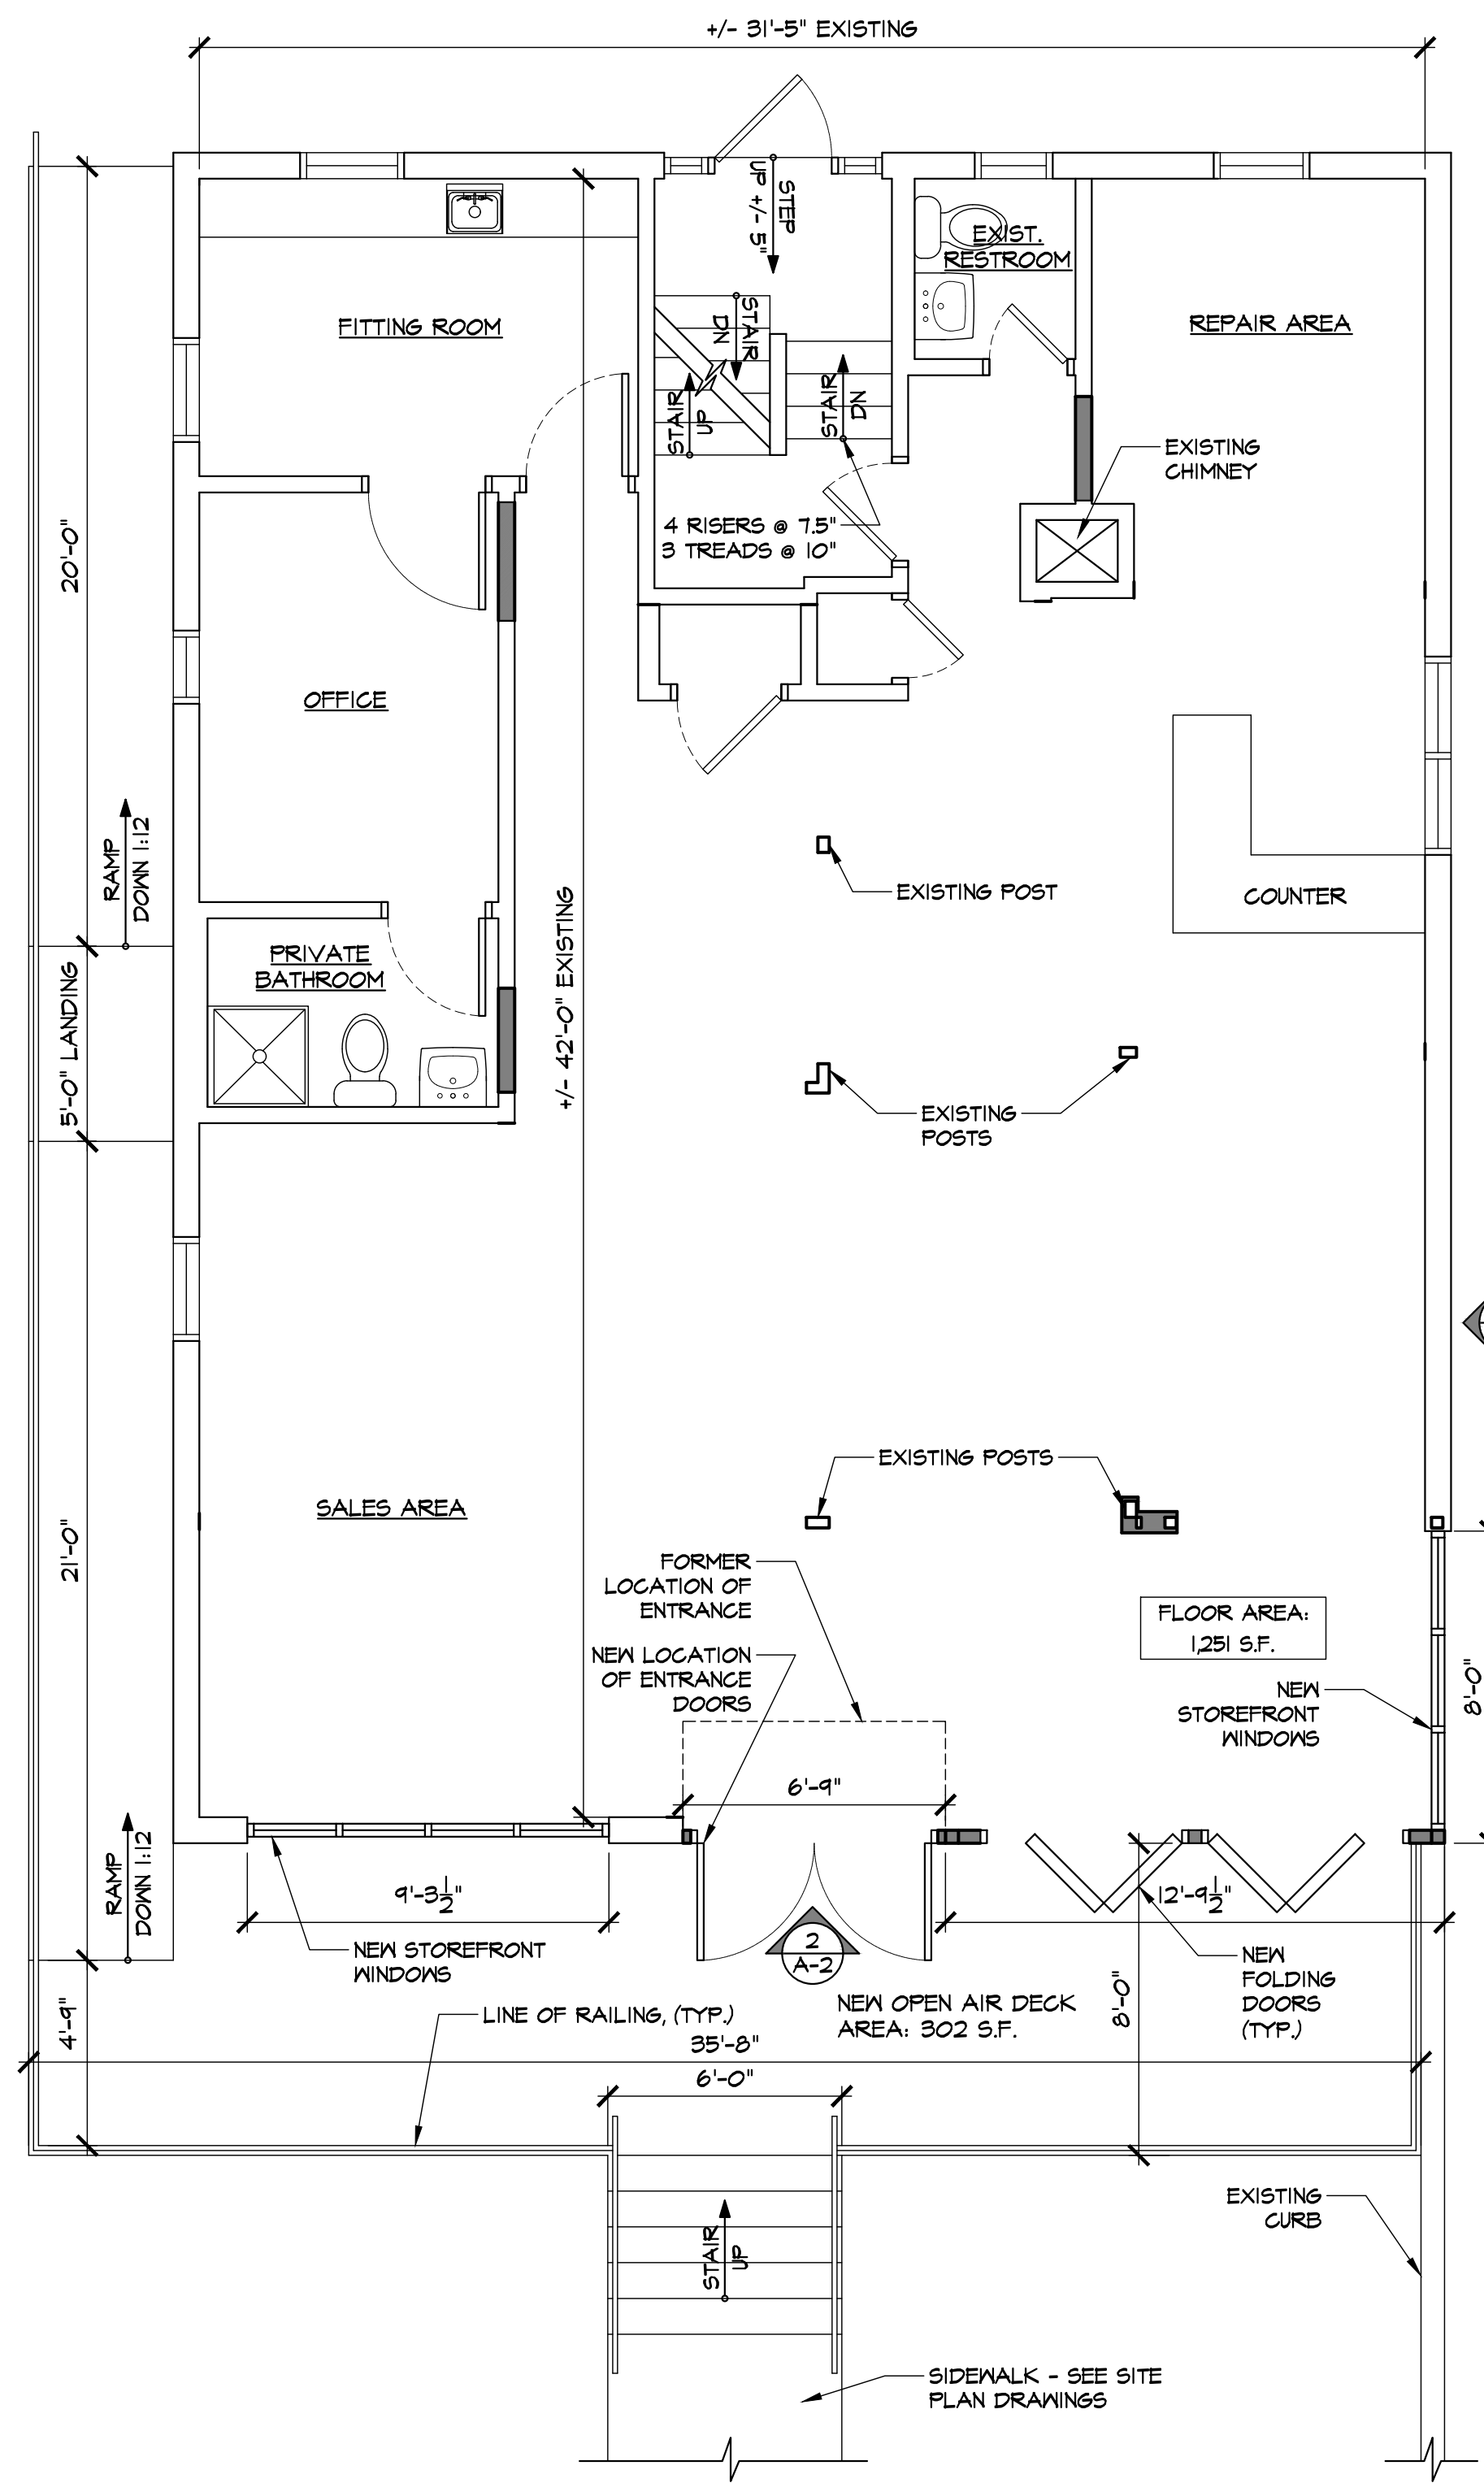 +/- 31'-5" EXISTING
STEP
UP +/- 5"
EXIST.
RESTROOM
FITTING ROOM
REPAIR AREA
STAIR
DN
STAIR
UP
STAIR
DN
EXISTING
CHIMNEY
4 RISERS @ 7.5"
3 TREADS @ 10"
20'-0"
OFFICE
RAMP
DOWN 1:12
EXISTING POST
COUNTER
+/- 42'-0" EXISTING
PRIVATE
BATHROOM
5'-0" LANDING
EXISTING
POSTS
EXISTING POSTS
SALES AREA
21'-0"
FORMER
LOCATION OF
ENTRANCE
NEW LOCATION
OF ENTRANCE
DOORS
FLOOR AREA:
1,251 S.F.
NEW
STOREFRONT
WINDOWS
8'-0"
6'-9"
RAMP
DOWN 1:12
9'-3 1/2"
12'-9 1/2"
2
A-2
NEW STOREFRONT
WINDOWS
NEW
FOLDING
DOORS
(TYP.)
LINE OF RAILING, (TYP.)
NEW OPEN AIR DECK
AREA: 302 S.F.
8'-0"
4'-9"
35'-8"
6'-0"
EXISTING
CURB
STAIR
UP
SIDEWALK - SEE SITE
PLAN DRAWINGS